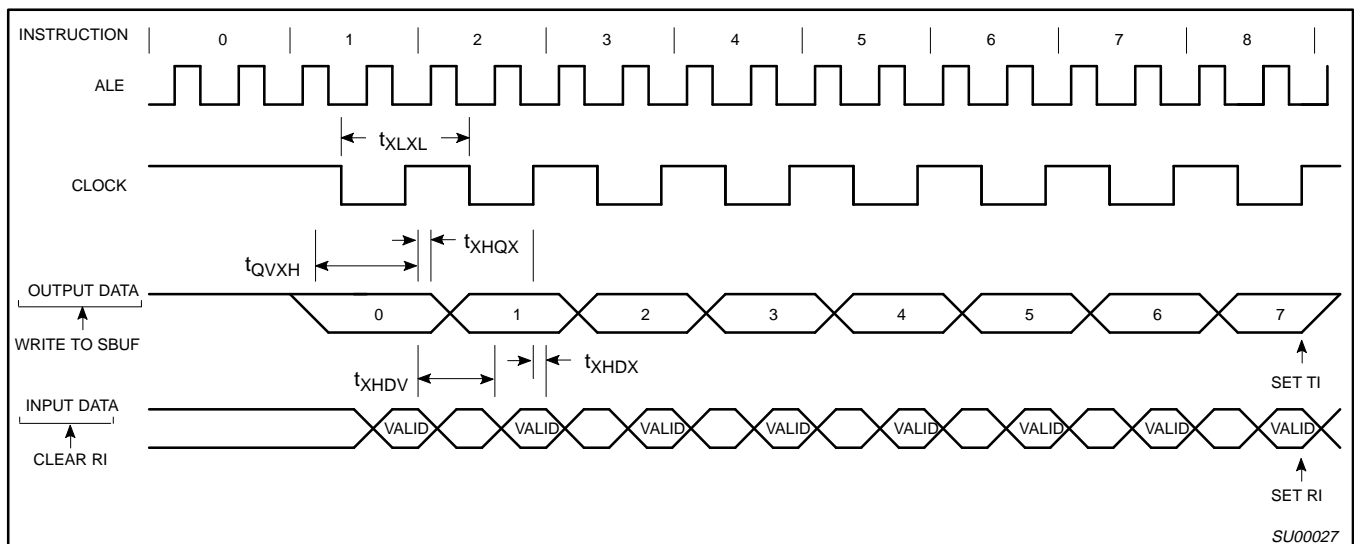 INSTRUCTION 0 1 2 3 4 5 6 7 8
ALE
tXLXL
CLOCK
tXHQX
tQVXH
OUTPUT DATA
0 1 2 3 4 5 6 7
WRITE TO SBUF
tXHDX
tXHDV
SET TI
INPUT DATA
VALID VALID VALID VALID VALID VALID VALID VALID
CLEAR RI
SET RI
SU00027